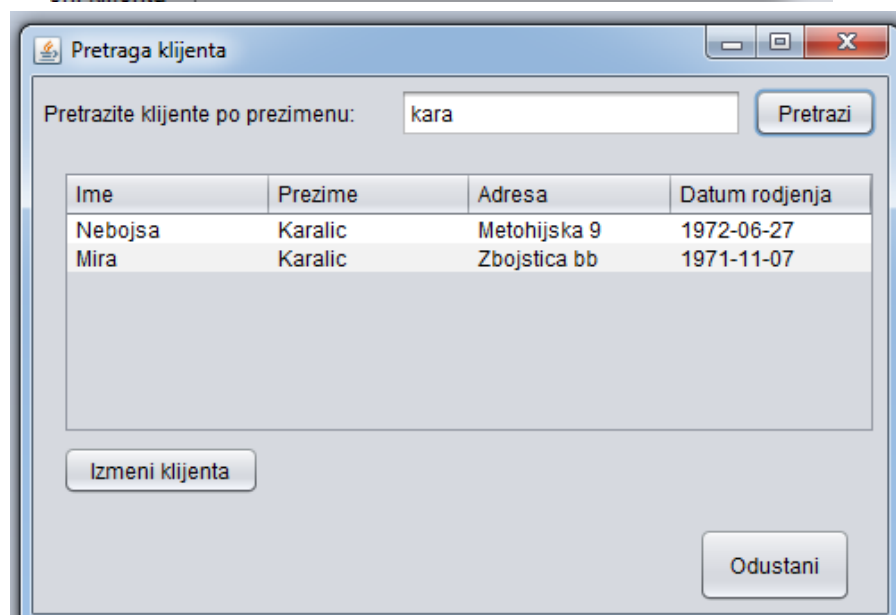 Pretraga klijenta
Pretrazite klijente po prezimenu: kara Pretrazi
Ime Prezime Adresa Datum rodjenja
Nebojsa Karalic Metohijska 9 1972-06-27
Mira Karalic Zbojstica bb 1971-11-07
Izmeni klijenta
Odustani